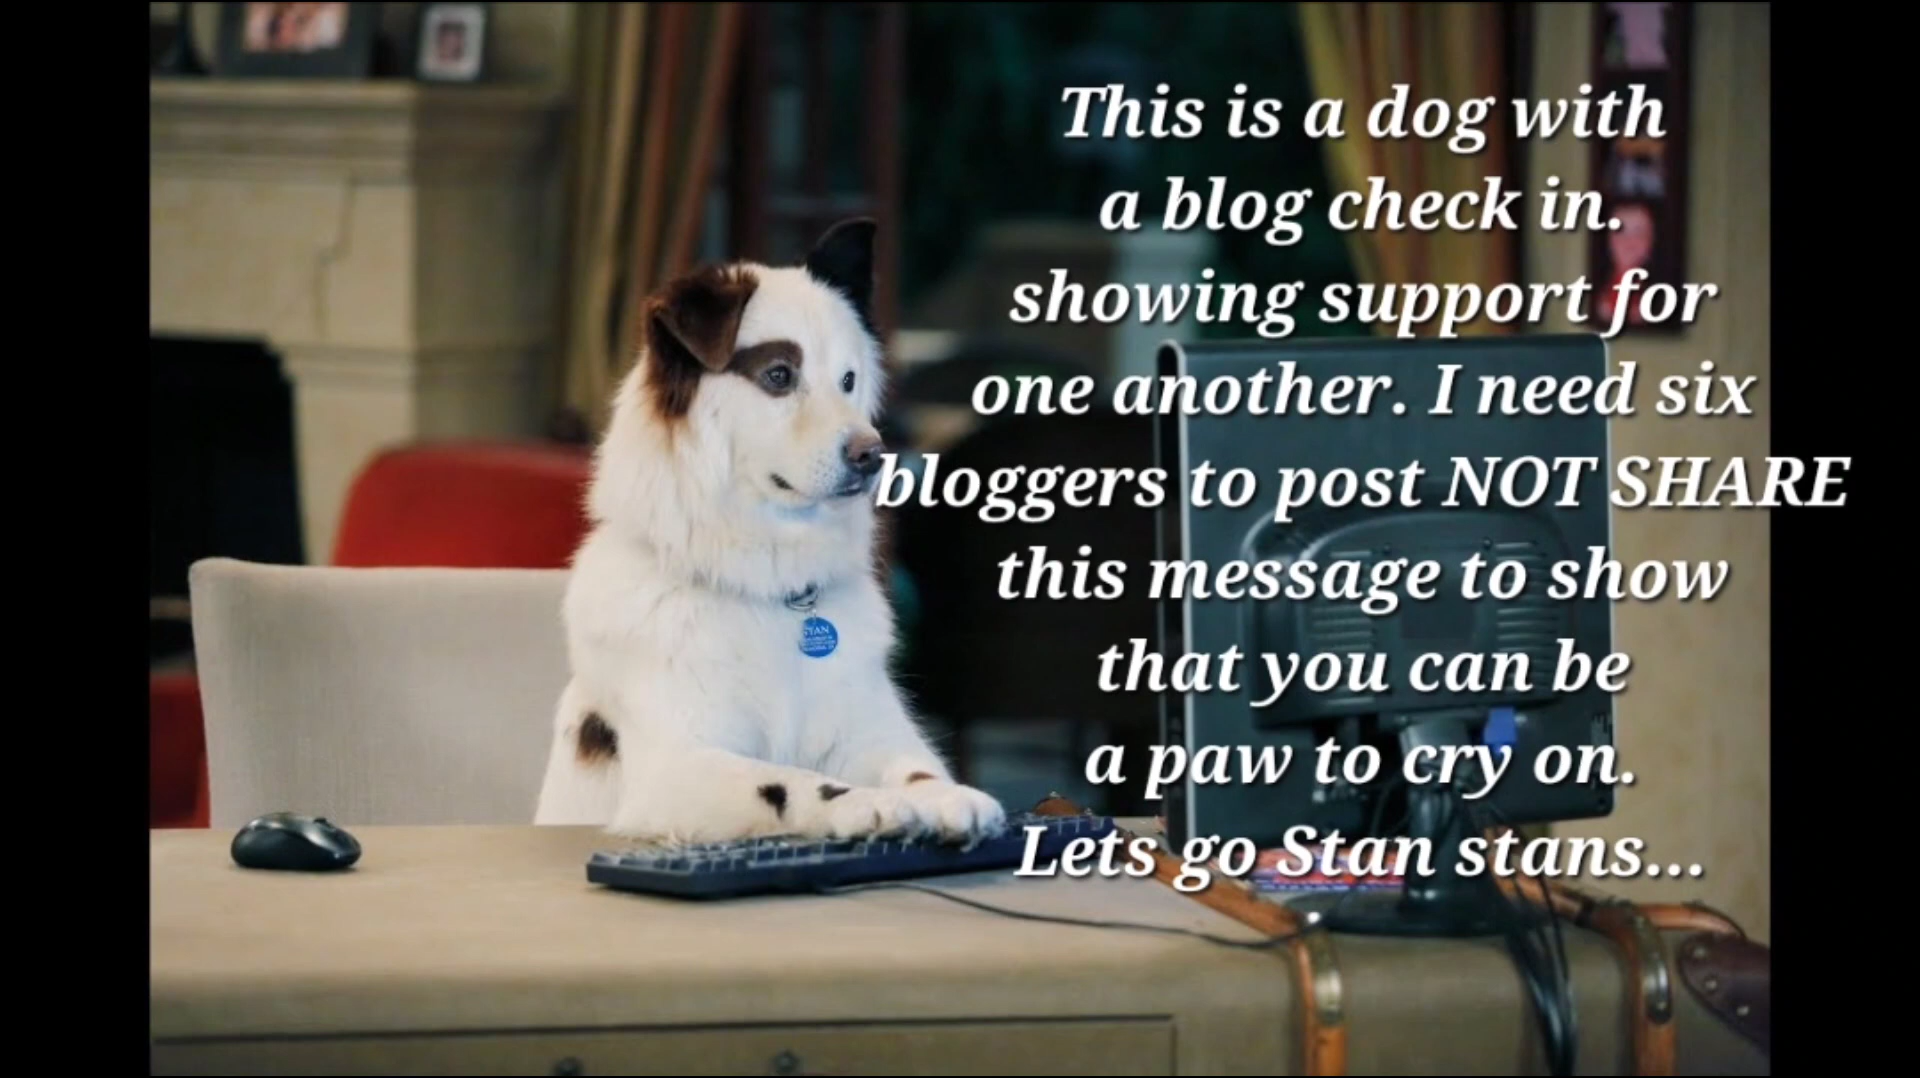 This is a dog with
a blog check in.
showing support for
one another. I need six
bloggers to post NOT SHARE
this message to show
that you can be
a paw to cry on.
Lets go Stan stans...
STAN